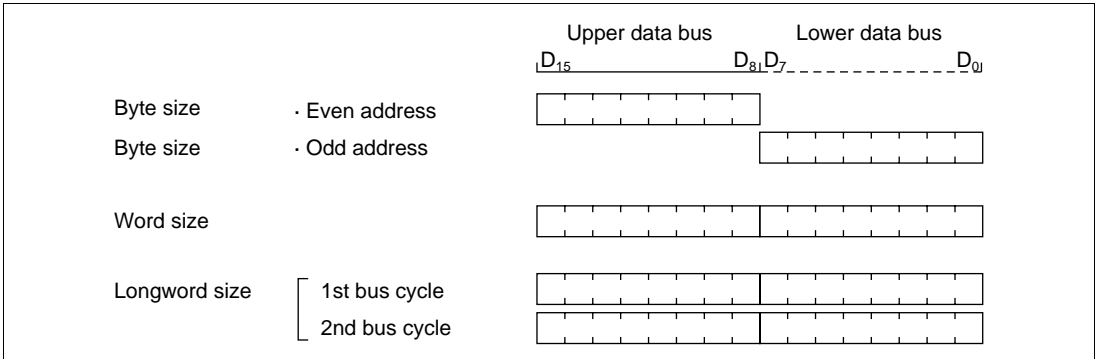 Upper data bus Lower data bus
D15 D8 D7 D0
Byte size · Even address
Byte size · Odd address
Word size
Longword size 1st bus cycle
2nd bus cycle